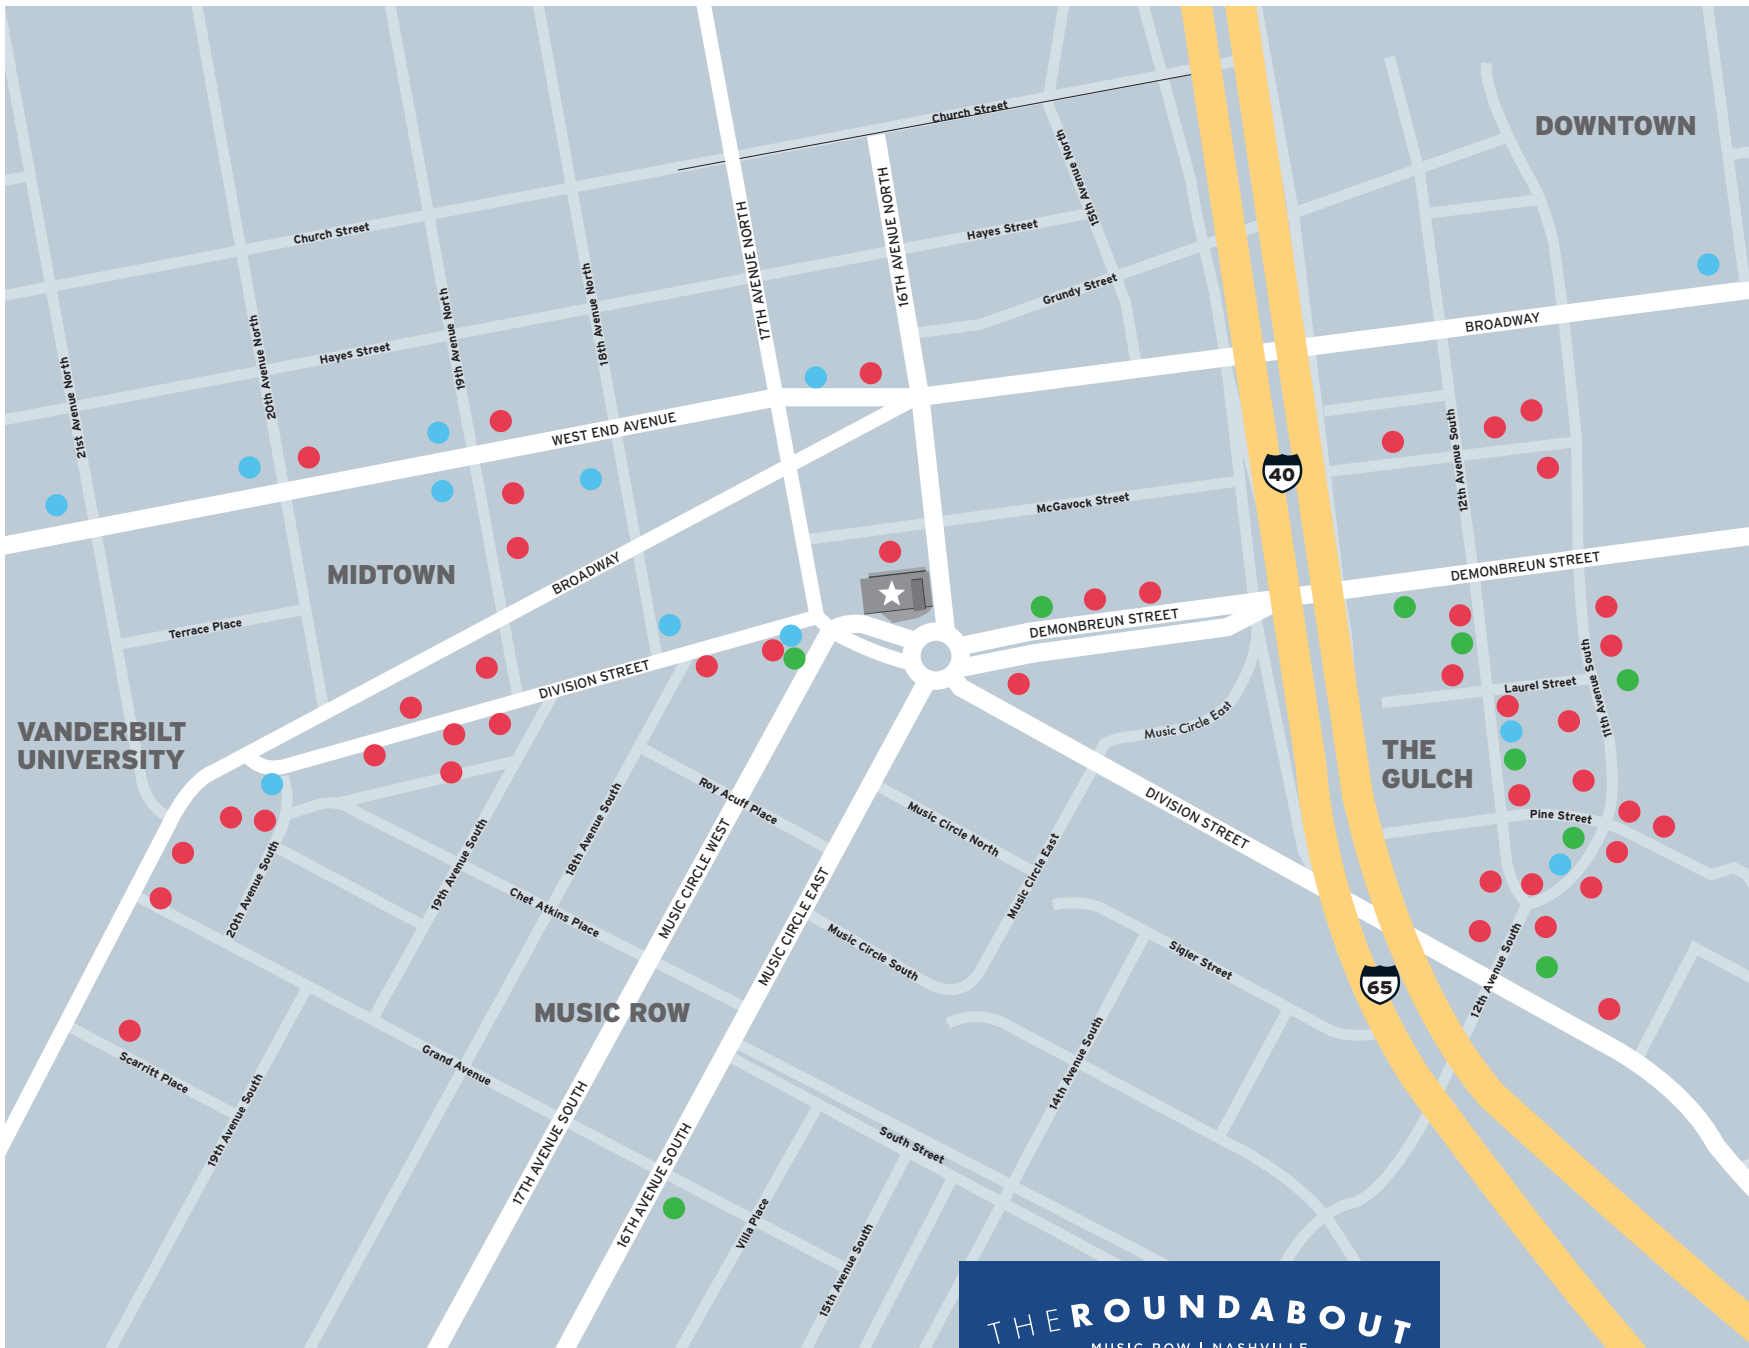 Church Street
DOWNTOWN
15th Avenue North
16TH AVENUE NORTH
17TH AVENUE NORTH
Church Street
Hayes Street
Grundy Street
18th Avenue North
19th Avenue North
20th Avenue North
21st Avenue North
Hayes Street
BROADWAY
WEST END AVENUE
12th Avenue South
40
McGavock Street
BROADWAY
MIDTOWN
DEMONBREUN STREET
DEMONBREUN STREET
Terrace Place
DIVISION STREET
Laurel Street
11th Avenue South
Music Circle East
VANDERBILT
UNIVERSITY
THE
GULCH
Roy Acuff Place
Music Circle North
DIVISION STREET
Pine Street
18th Avenue South
19th Avenue South
20th Avenue South
MUSIC CIRCLE WEST
Music Circle East
MUSIC CIRCLE EAST
Chet Atkins Place
Music Circle South
Sigler Street
12th Avenue South
65
MUSIC ROW
Scarritt Place
Grand Avenue
14th Avenue South
19th Avenue South
17TH AVENUE SOUTH
16TH AVENUE SOUTH
South Street
Villa Place
15th Avenue South
THE ROUNDABOUT
MUSIC ROW | NASHVILLE